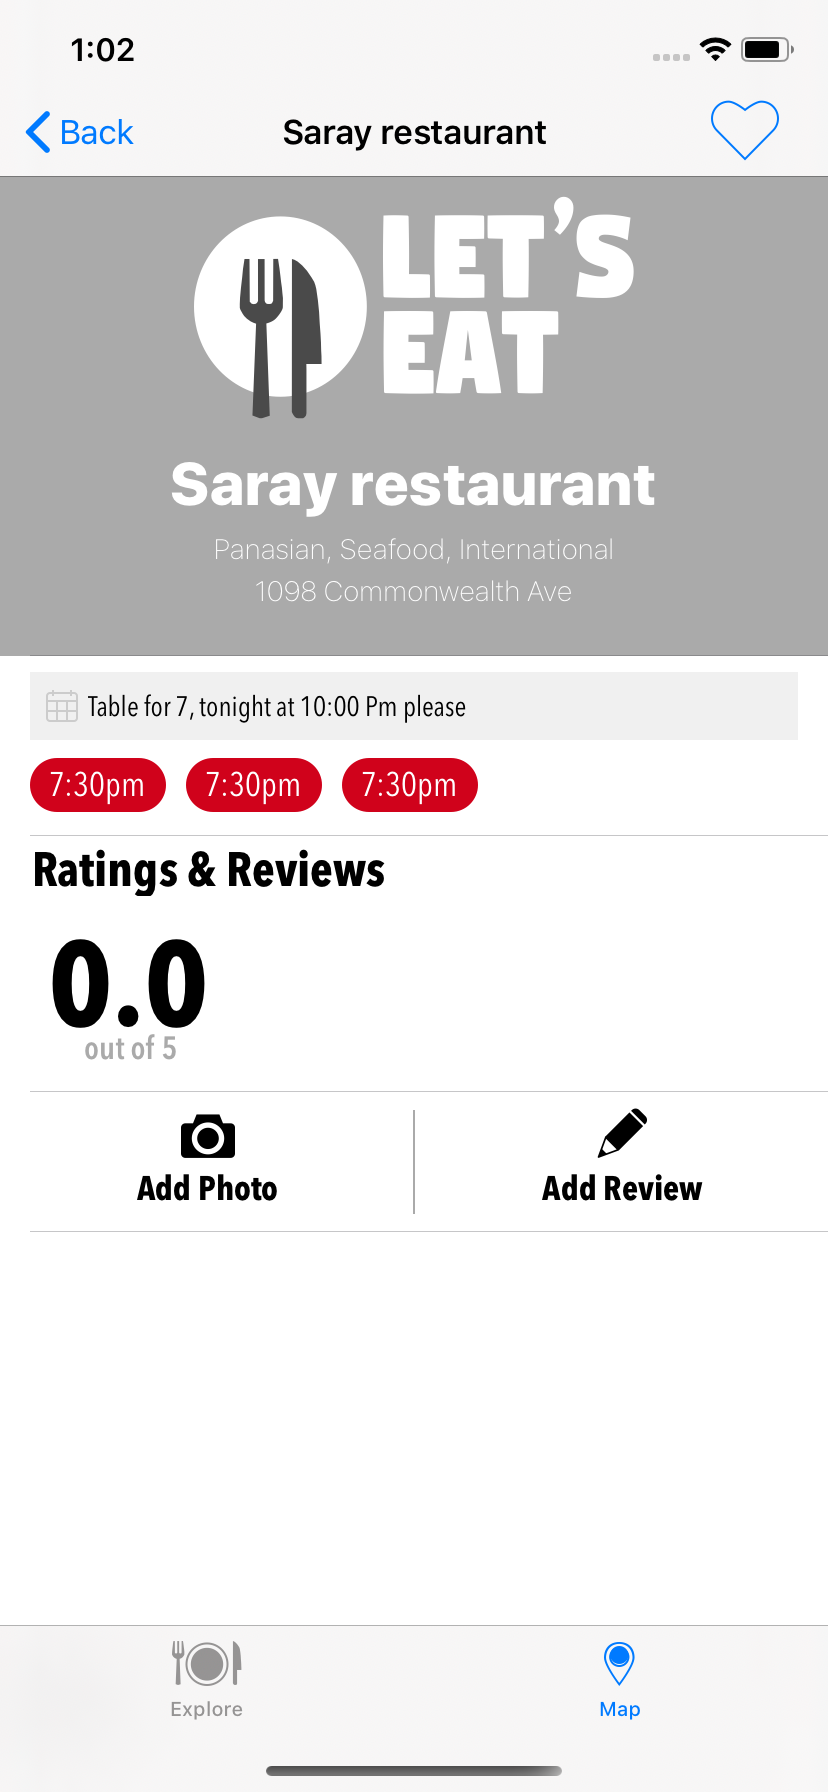 1:02
Back
Saray restaurant
LET'S
EAT
Saray restaurant
Panasian, Seafood, International
1098 Commonwealth Ave
Table for 7, tonight at 10:00 Pm please
7:30pm 7:30pm 7:30pm
Ratings & Reviews
0.0
out of 5
Add Photo
Add Review
Explore
Map